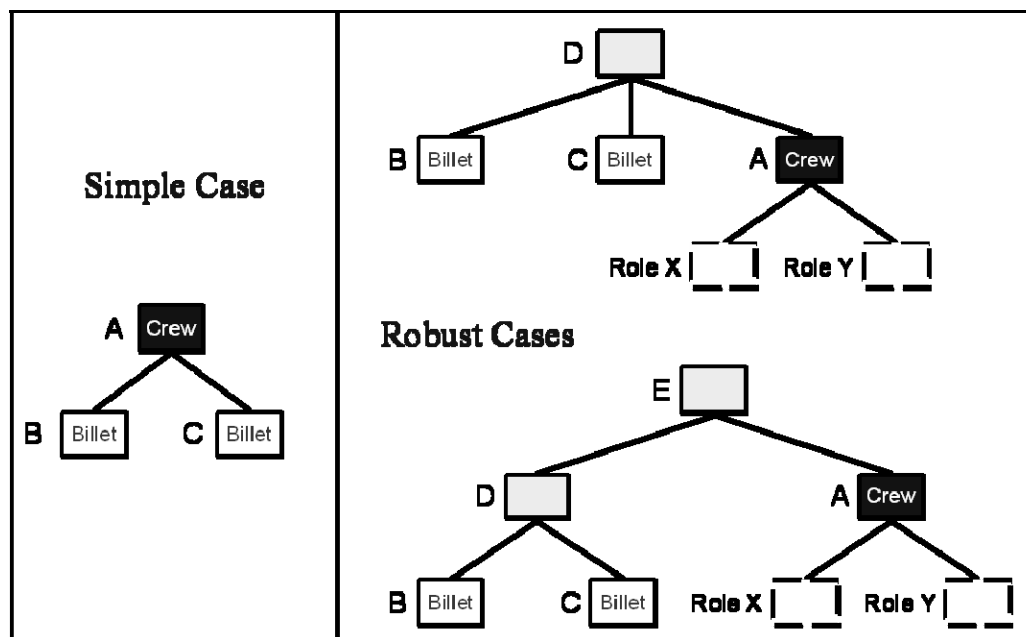 Simple Case
A Crew
B Billet C Billet
D
B Billet C Billet A Crew
Role X Role Y
Robust Cases
E
D A Crew
B Billet C Billet Role X Role Y